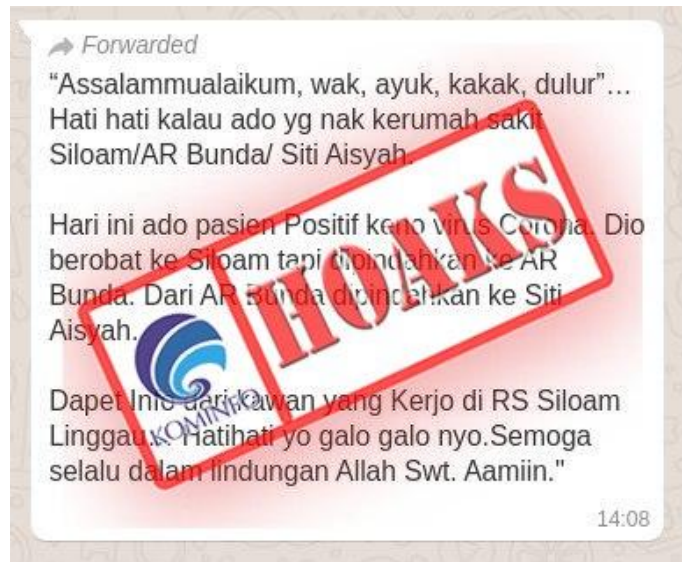 Forwarded
“Assalammualaikum, wak, ayuk, kakak, dulur”...
Hati hati kalau ado yg nak kerumah sakit
Siloam/AR Bunda/ Siti Aisyah.
Hari ini ado pasien Positif keno virus Corona. Dio
berobat ke Siloam tapi dipindahkan ke AR
Bunda. Dari AR Bunda dipindahkan ke Siti
Aisyah.
Dapet Info dari kawan yang Kerjo di RS Siloam
Linggau. Hatihati yo galo galo nyo.Semoga
selalu dalam lindungan Allah Swt. Aamiin."
14:08
KOMINFO
HOAKS